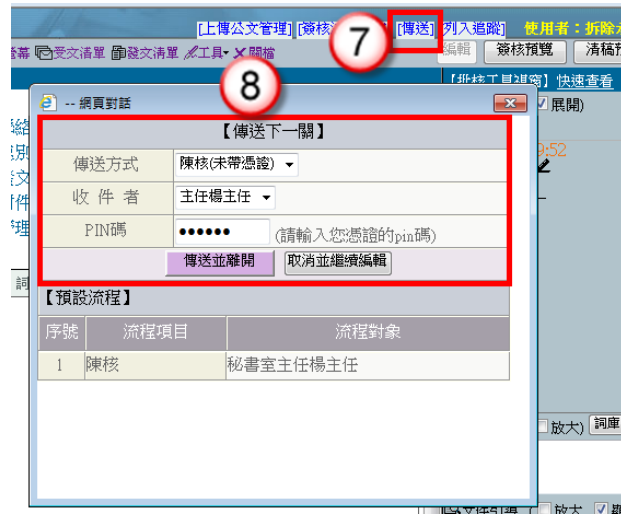 [上傳公文管理] [簽核 [傳送] 列入追蹤] 使用者：拆除
7
簽核預覽 清稿
受文清單 發文清單 工具 關檔
【批核工具視窗】快速查看
8
-- 網頁對話
展開)
【傳送下一關】
9:52
傳送方式 陳核(未帶憑證)
收 件 者 主任楊主任
PIN碼 •••••• (請輸入您憑證的pin碼)
傳送並離開 取消並繼續編輯
【預設流程】
序號 流程項目 流程對象
1 陳核 秘書室主任楊主任
放大) 詞庫
放大